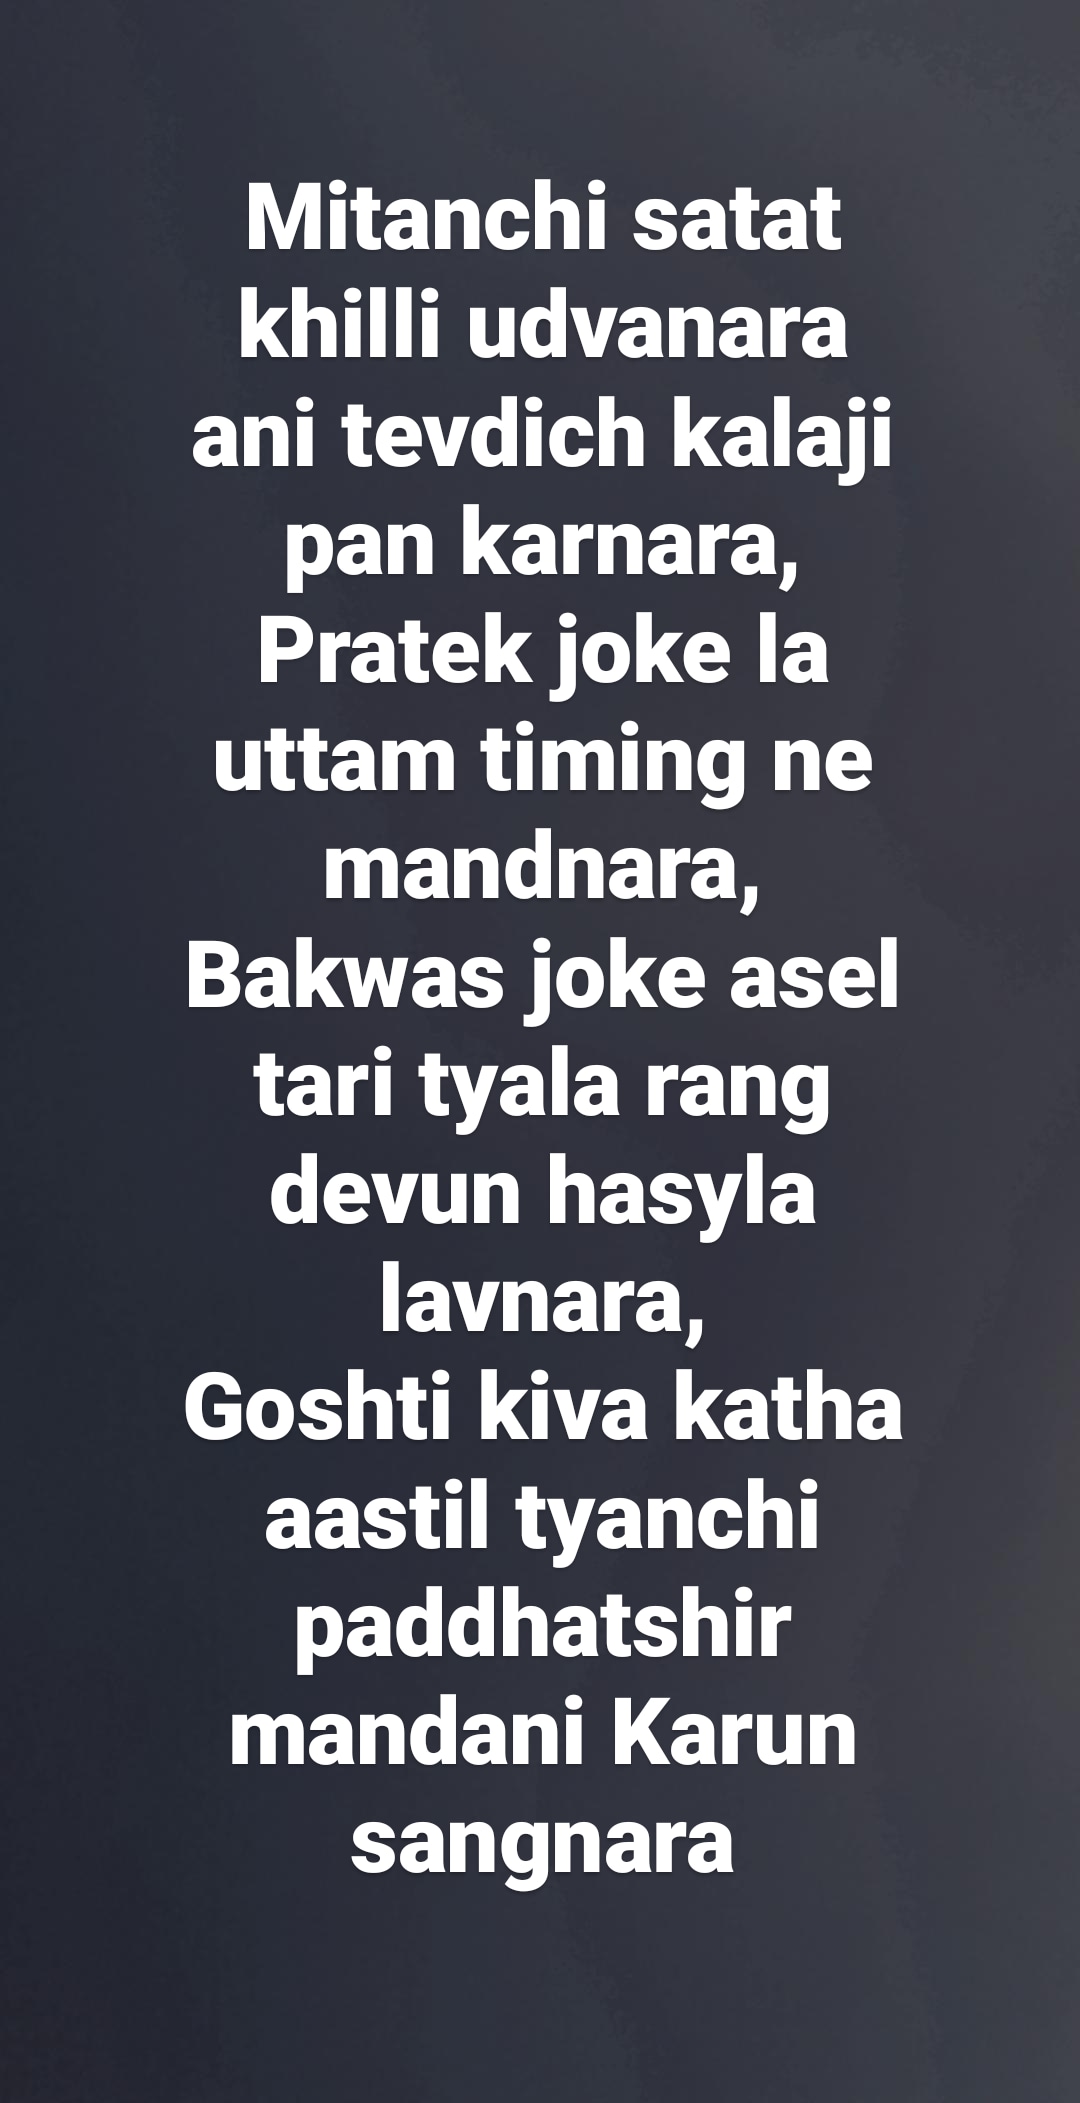 Mitanchi satat
khilli udvanara
ani tevdich kalaji
pan karnara,
Pratek joke la
uttam timing ne
mandnara,
Bakwas joke asel
tari tyala rang
devun hasyla
lavnara,
Goshti kiva katha
aastil tyanchi
paddhatshir
mandani Karun
sangnara